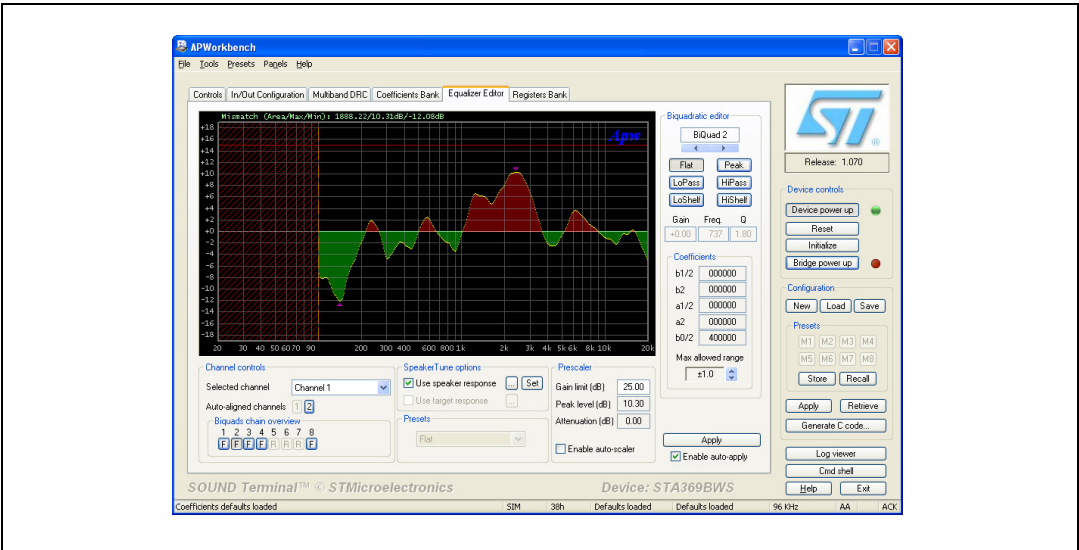 APWorkbench
File Tools Presets Panels Help
Controls In/Out Configuration Multiband DRC Coefficients Bank Equalizer Editor Registers Bank
Mismatch (Area/Max/Min): 1888.22/10.31dB/-12.08dB
Apw
+18
+16
+14
+12
+10
+8
+6
+4
+2
+0
-2
-4
-6
-8
-10
-12
-14
-16
-18
20 30 40 50 60 70 90 200 300 400 600 800 1k 2k 3k 4k 5k 6k 8k 10k 20k
Biquadratic editor
BiQuad 2
Flat Peak
LoPass HiPass
LoShelf HiShelf
Gain Freq. Q
+0.00 737 1.80
Coefficients
b1/2 000000
b2 000000
a1/2 000000
a2 000000
b0/2 400000
Max allowed range
±1.0
Apply
Enable auto-apply
Channel controls
Selected channel Channel 1
Auto-aligned channels 1 2
Biquads chain overview
1 2 3 4 5 6 7 8
F F F F R R R F
SpeakerTune options
Use speaker response ... Set
Use target response ...
Presets
Flat
Prescaler
Gain limit (dB) 25.00
Peak level (dB) 10.30
Attenuation (dB) 0.00
Enable auto-scaler
ST ®
Release: 1.070
Device controls
Device power up
Reset
Initialize
Bridge power up
Configuration
New Load Save
Presets
M1 M2 M3 M4
M5 M6 M7 M8
Store Recall
Apply Retrieve
Generate C code...
Log viewer
Cmd shell
Help Exit
SOUND Terminal™ © STMicroelectronics Device: STA369BWS
Coefficients defaults loaded SIM 38h Defaults loaded Defaults loaded 96 KHz AA ACK